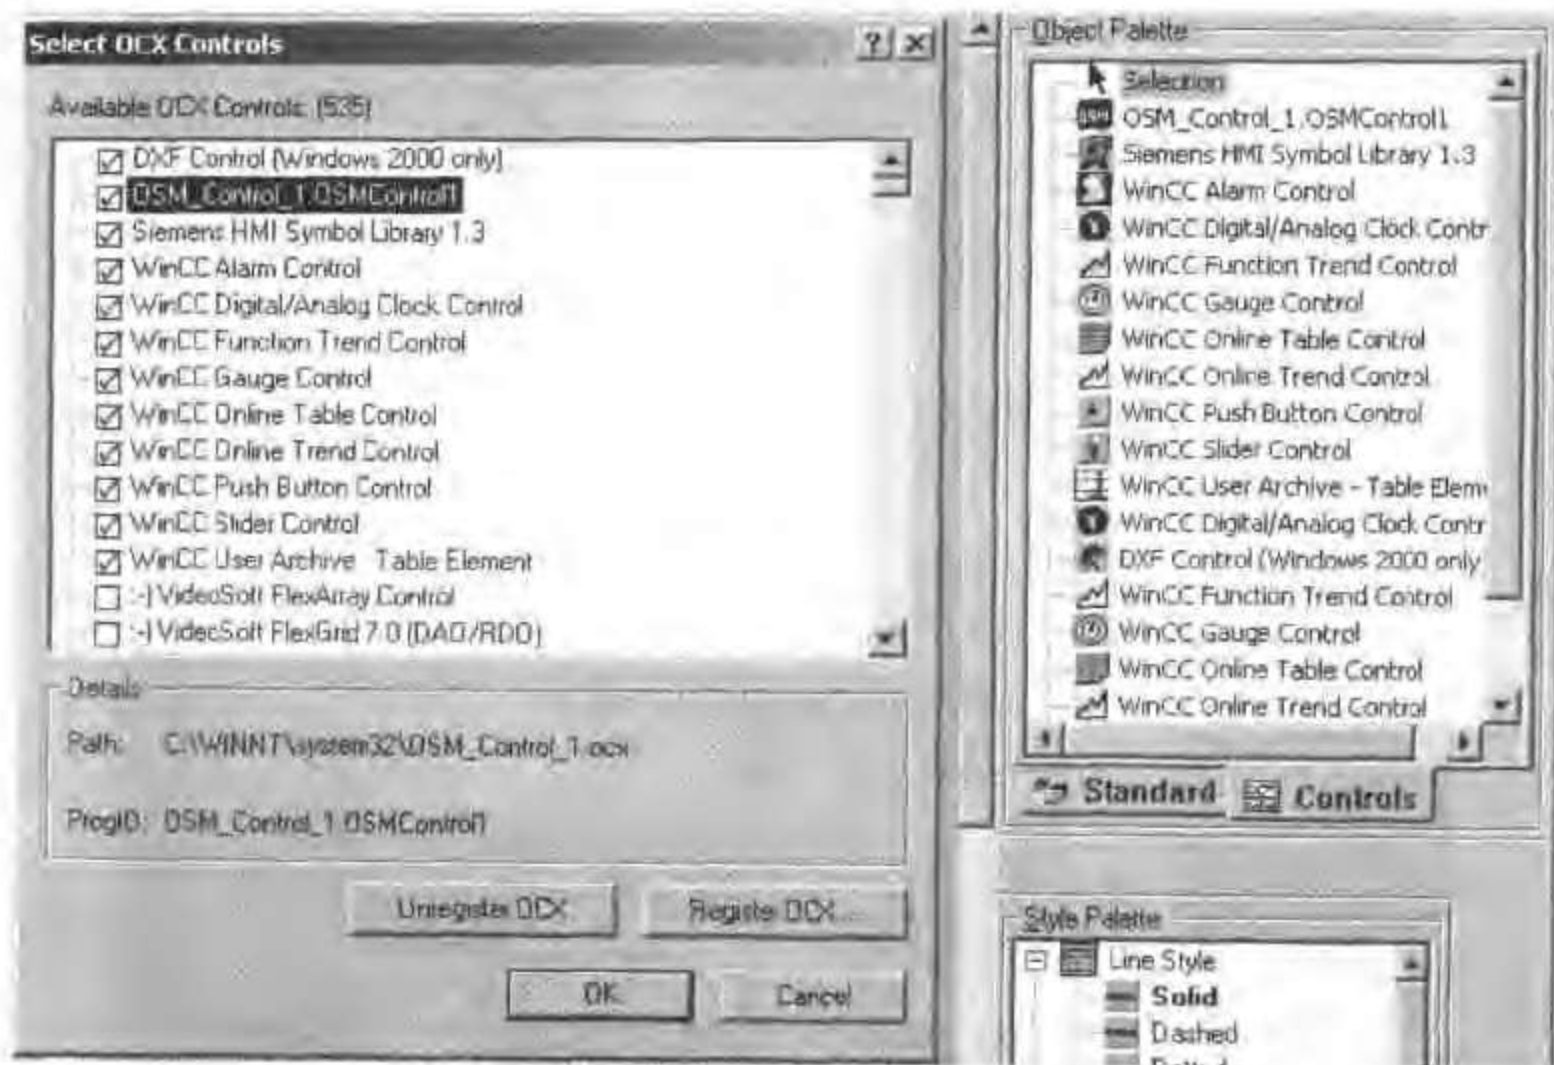 Select OCX Controls
Available OCX Controls: (535)
DXF Control (Windows 2000 only)
OSM_Control_1.OSMControl1
Siemens HMI Symbol Library 1.3
WinCC Alarm Control
WinCC Digital/Analog Clock Control
WinCC Function Trend Control
WinCC Gauge Control
WinCC Online Table Control
WinCC Online Trend Control
WinCC Push Button Control
WinCC Slider Control
WinCC User Archive Table Element
:-) VideoSoft FlexArray Control
:-) VideoSoft FlexGrid 7.0 (DAO/RDO)
Details
Path: C:\WINNT\system32\OSM_Control_1.ocx
ProgID: OSM_Control_1.OSMControl1
Unregister OCX
Register OCX...
OK
Cancel
Object Palette
Selection
OSM_Control_1.OSMControl1
Siemens HMI Symbol Library 1.3
WinCC Alarm Control
WinCC Digital/Analog Clock Contr
WinCC Function Trend Control
WinCC Gauge Control
WinCC Online Table Control
WinCC Online Trend Control
WinCC Push Button Control
WinCC Slider Control
WinCC User Archive - Table Elem
WinCC Digital/Analog Clock Contr
DXF Control (Windows 2000 only
WinCC Function Trend Control
WinCC Gauge Control
WinCC Online Table Control
WinCC Online Trend Control
Standard
Controls
Style Palette
Line Style
Solid
Dashed